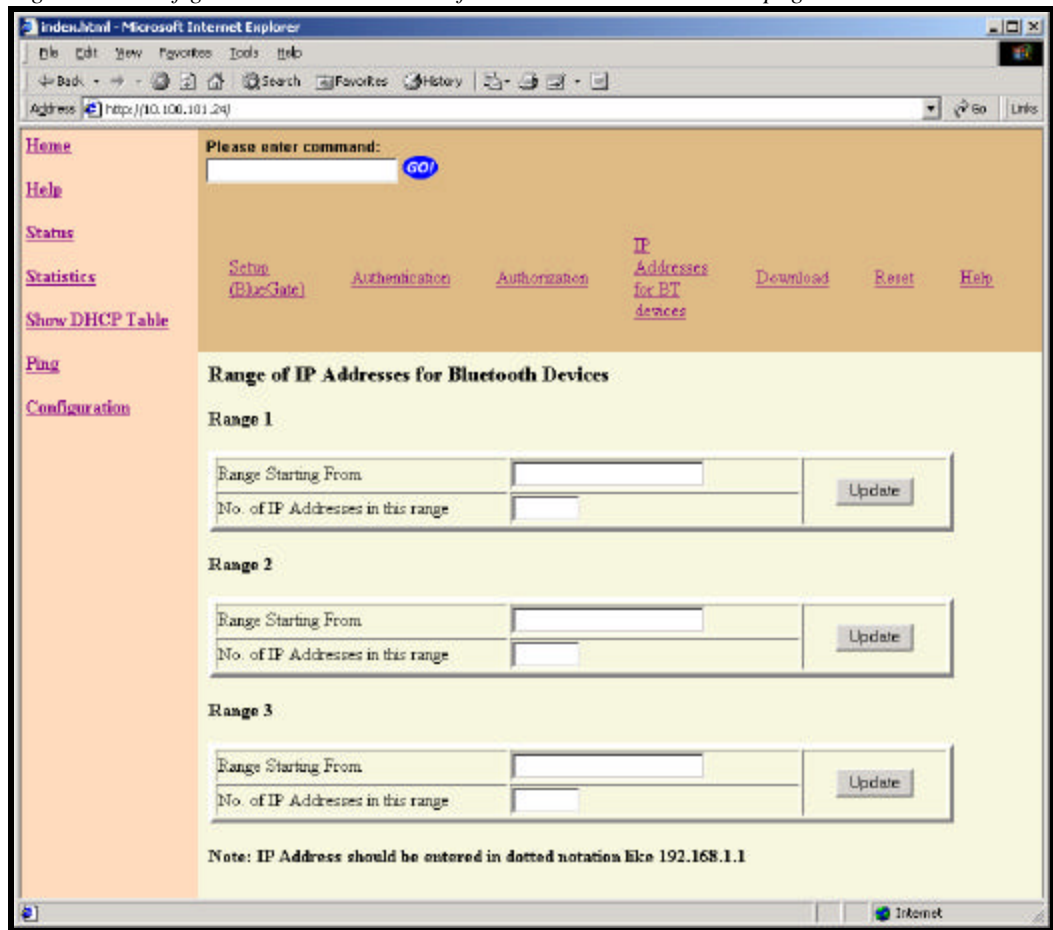 index.html - Microsoft Internet Explorer
File Edit View Favorites Tools Help
Back Search Favorites History
Address http://10.100.101.24/ Go Links
Home
Help
Status
Statistics
Show DHCP Table
Ping
Configuration
Please enter command:
GO!
Setup (BlueGate)
Authentication
Authorization
IP Addresses for BT devices
Download
Reset
Help
Range of IP Addresses for Bluetooth Devices
Range 1
Range Starting From
No. of IP Addresses in this range
Update
Range 2
Range Starting From
No. of IP Addresses in this range
Update
Range 3
Range Starting From
No. of IP Addresses in this range
Update
Note: IP Address should be entered in dotted notation like 192.168.1.1
Internet